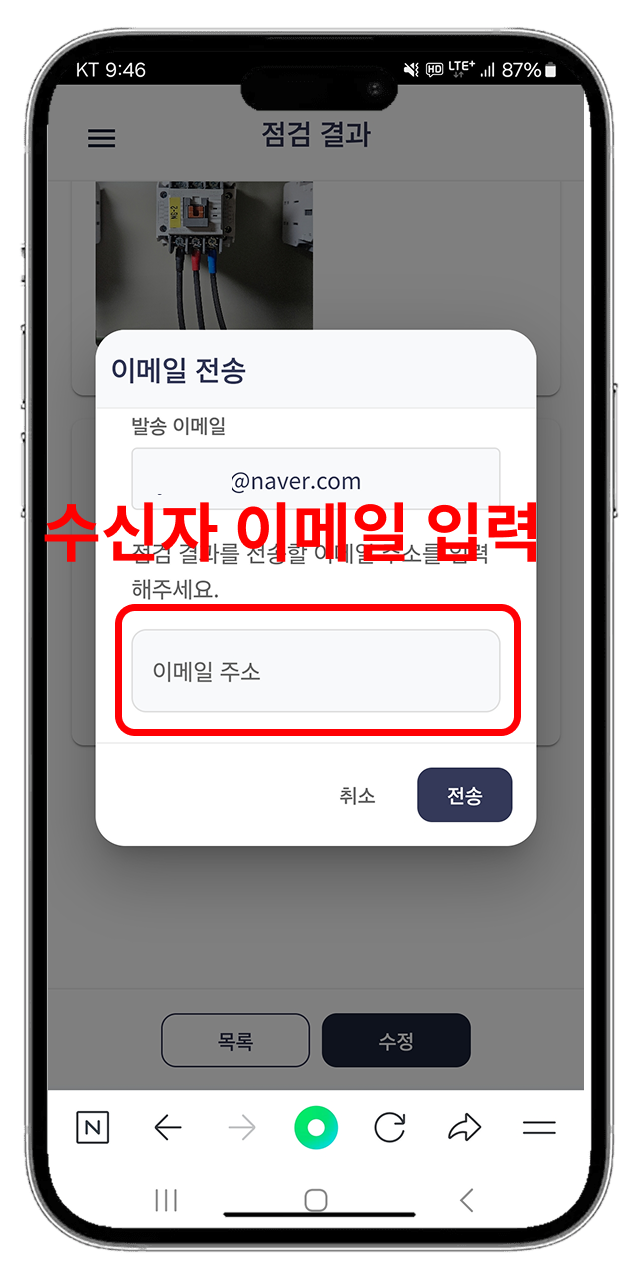 KT 9:46
HD LTE+ 87%
점검 결과
NG-2
이메일 전송
발송 이메일
@naver.com
수신자 이메일 입력
점검 결과를 전송할 이메일 주소를 입력
해주세요.
이메일 주소
취소 전송
목록 수정
N